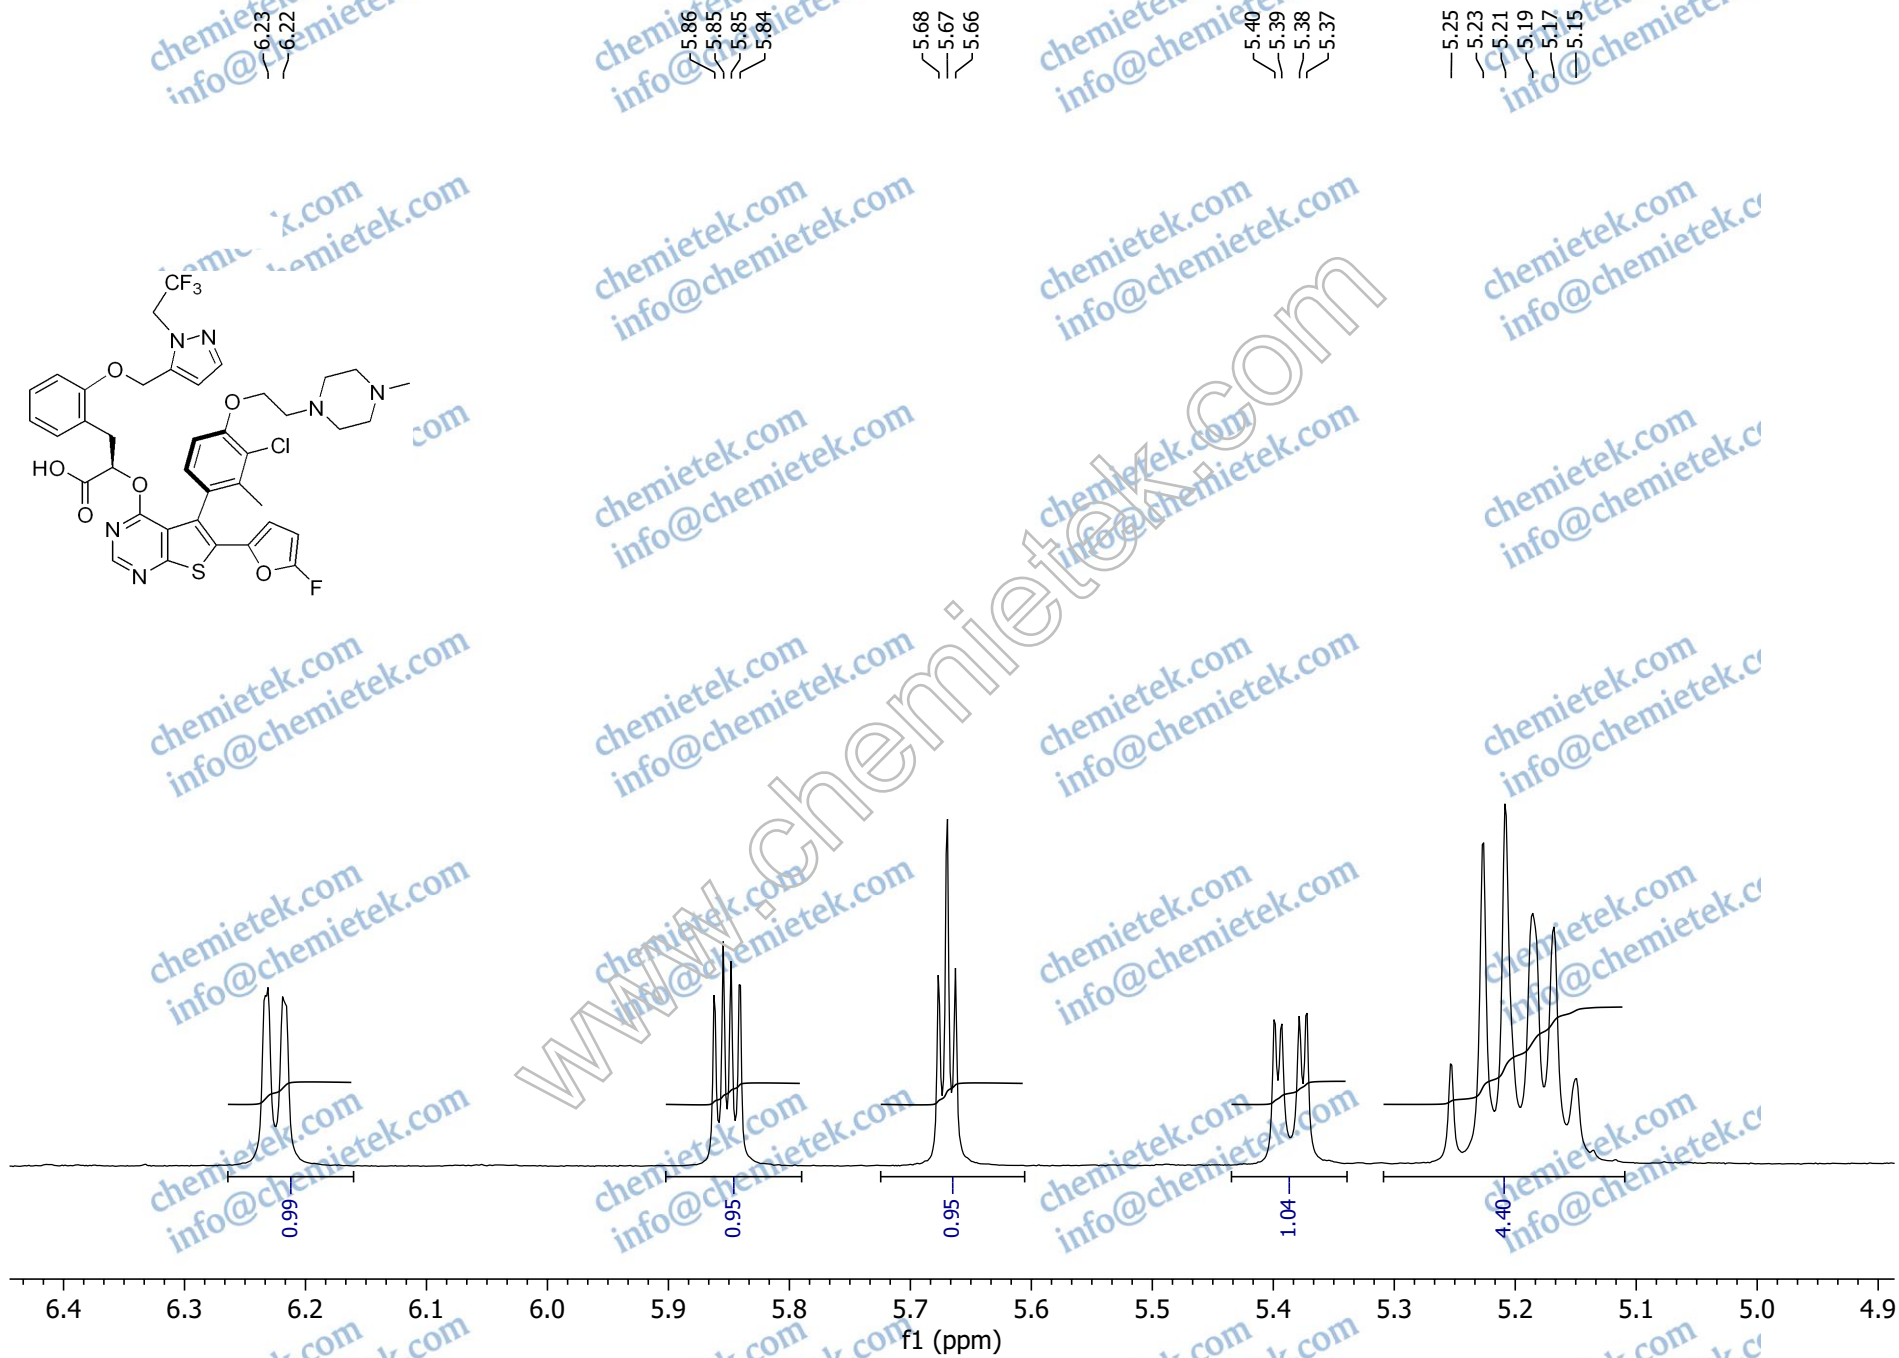 6.23
6.22
5.86
5.85
5.85
5.84
5.68
5.67
5.66
5.40
5.39
5.38
5.37
5.25
5.23
5.21
5.19
5.17
5.15
chemietek.com
info@chemietek.com
www.chemietek.com
CF3
N
N
O
O
N
N
Cl
HO
O
O
N
N
S
O
F
0.99
0.95
0.95
1.04
4.40
6.4 6.3 6.2 6.1 6.0 5.9 5.8 5.7 5.6 5.5 5.4 5.3 5.2 5.1 5.0 4.9
f1 (ppm)